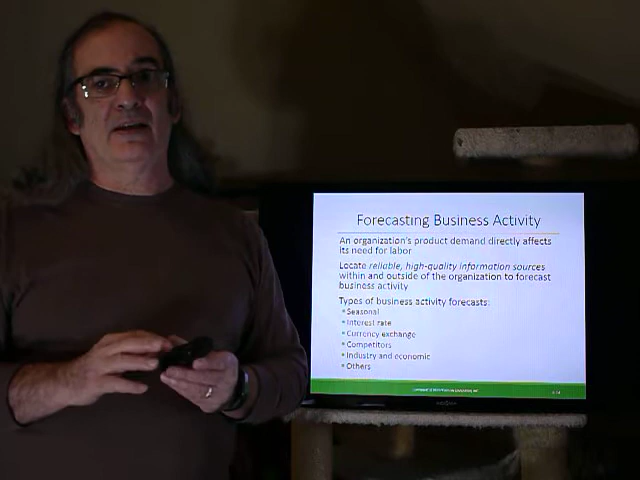 Forecasting Business Activity
An organization's product demand directly affects
its need for labor
Locate reliable, high-quality information sources
within and outside of the organization to forecast
business activity
Types of business activity forecasts:
Seasonal
Interest rate
Currency exchange
Competitors
Industry and economic
Others